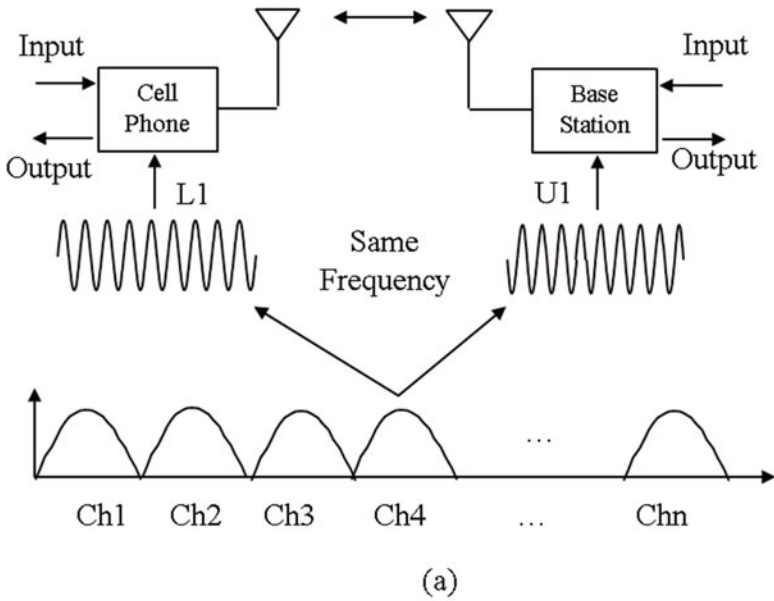 Input
Output
Cell
Phone
Base
Station
Input
Output
L1
U1
Same
Frequency
...
Ch1 Ch2 Ch3 Ch4 ... Chn
(a)